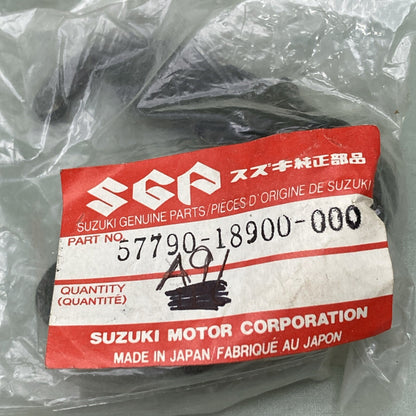 SGP スズキ純正部品
SUZUKI GENUINE PARTS/PIÈCES D'ORIGINE DE SUZUKI
PART NO. 57790-18900-000
A91
QUANTITY
(QUANTITÉ)
SUZUKI MOTOR CORPORATION
MADE IN JAPAN/FABRIQUÉ AU JAPON